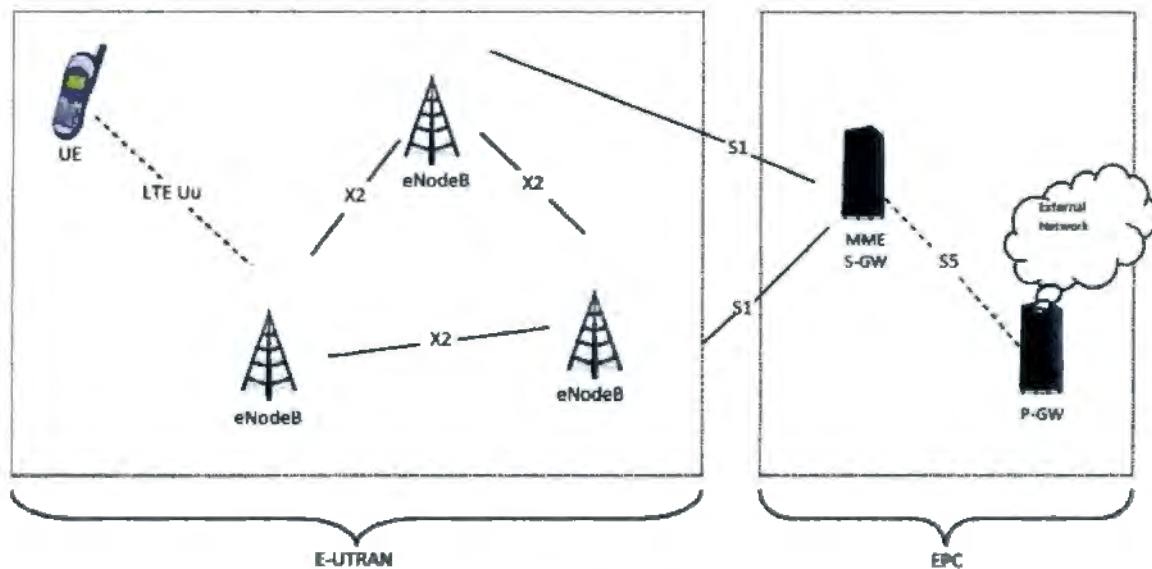 UE
LTE Uu
X2
eNodeB
X2
S1
MME
S-GW
External
Network
S5
S1
X2
eNodeB
eNodeB
P-GW
E-UTRAN
EPC